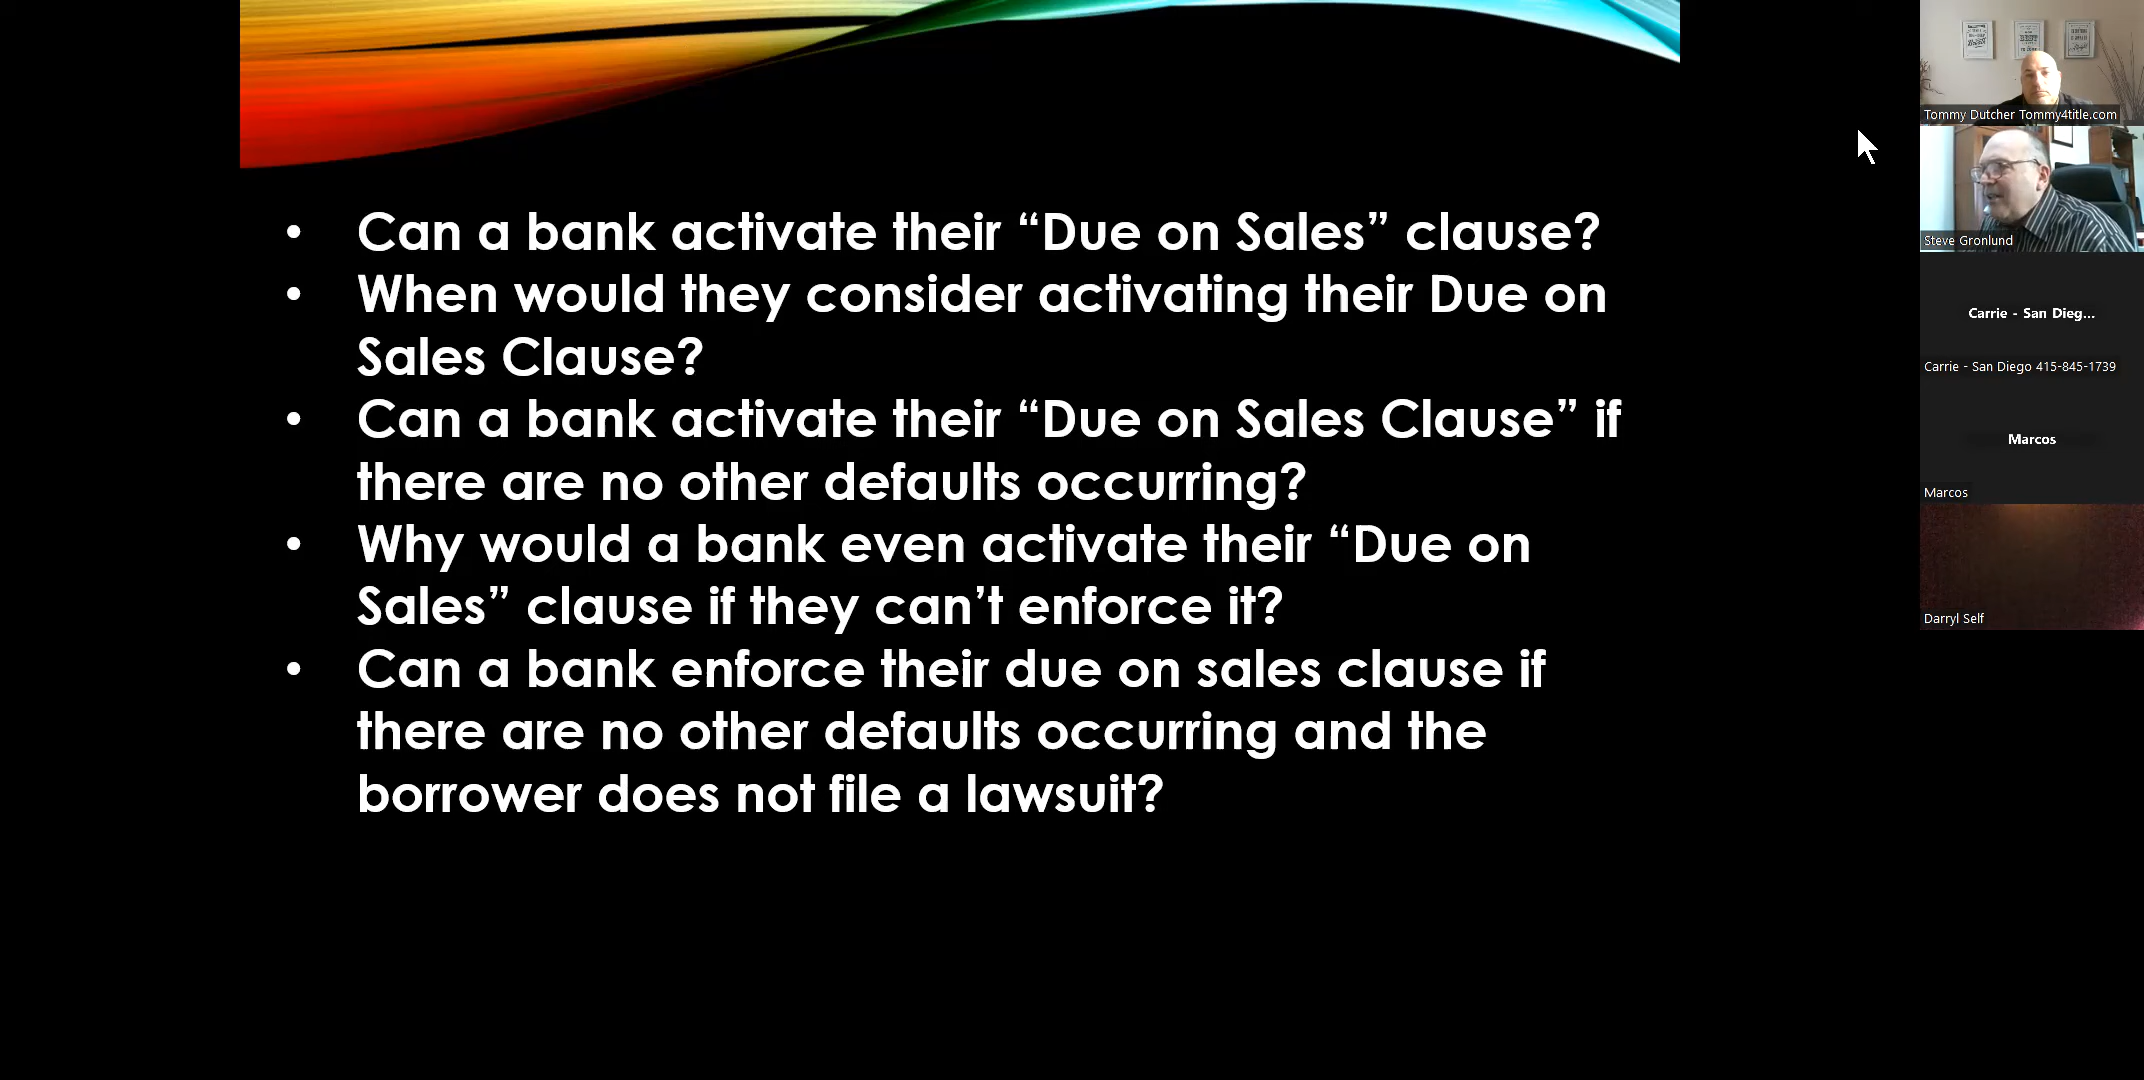 • Can a bank activate their “Due on Sales” clause?
• When would they consider activating their Due on
Sales Clause?
• Can a bank activate their “Due on Sales Clause” if
there are no other defaults occurring?
• Why would a bank even activate their “Due on
Sales” clause if they can’t enforce it?
• Can a bank enforce their due on sales clause if
there are no other defaults occurring and the
borrower does not file a lawsuit?
Tommy Dutcher Tommy4title.com
Steve Gronlund
Carrie - San Dieg...
Carrie - San Diego 415-845-1739
Marcos
Marcos
Darryl Self